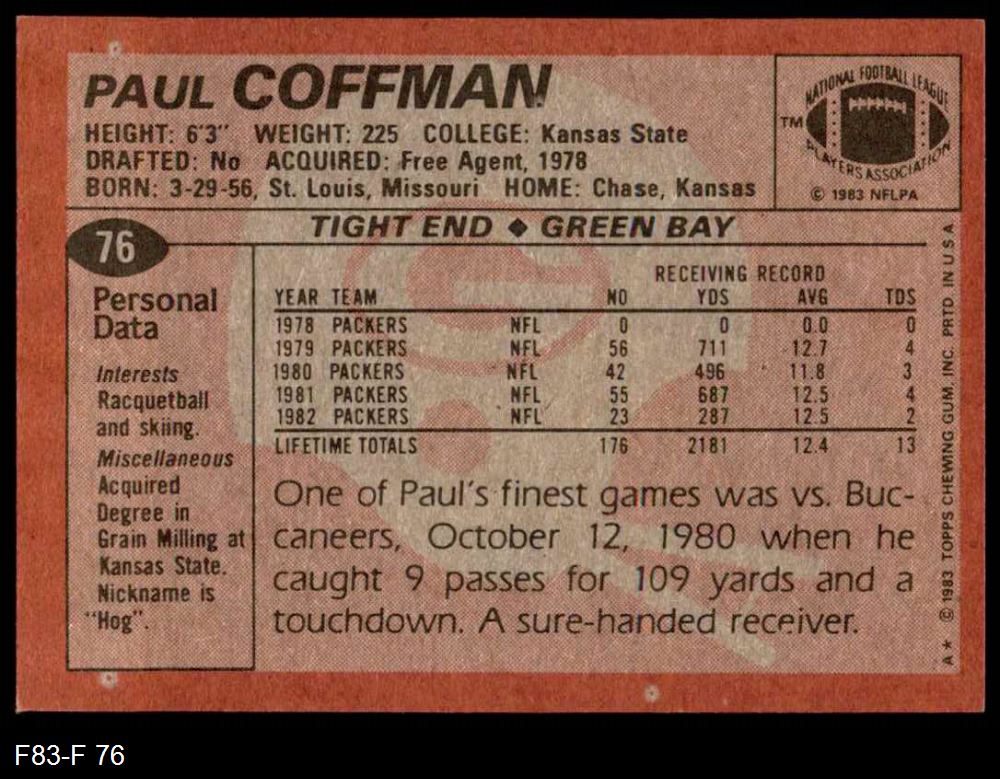 PAUL COFFMAN
HEIGHT: 6'3" WEIGHT: 225 COLLEGE: Kansas State
DRAFTED: No ACQUIRED: Free Agent, 1978
BORN: 3-29-56, St. Louis, Missouri HOME: Chase, Kansas
NATIONAL FOOTBALL LEAGUE
TM
PLAYERS ASSOCIATION
© 1983 NFLPA
76
TIGHT END ◆ GREEN BAY
Personal
Data
Interests
Racquetball
and skiing.
Miscellaneous
Acquired
Degree in
Grain Milling at
Kansas State.
Nickname is
"Hog".
RECEIVING RECORD
YEAR TEAM NO YDS AVG TDS
1978 PACKERS NFL 0 0 0.0 0
1979 PACKERS NFL 56 711 12.7 4
1980 PACKERS NFL 42 496 11.8 3
1981 PACKERS NFL 55 687 12.5 4
1982 PACKERS NFL 23 287 12.5 2
LIFETIME TOTALS 176 2181 12.4 13
One of Paul's finest games was vs. Buc-
caneers, October 12, 1980 when he
caught 9 passes for 109 yards and a
touchdown. A sure-handed receiver.
A★ © 1983 TOPPS CHEWING GUM, INC. PRTD IN U S A
F83-F 76